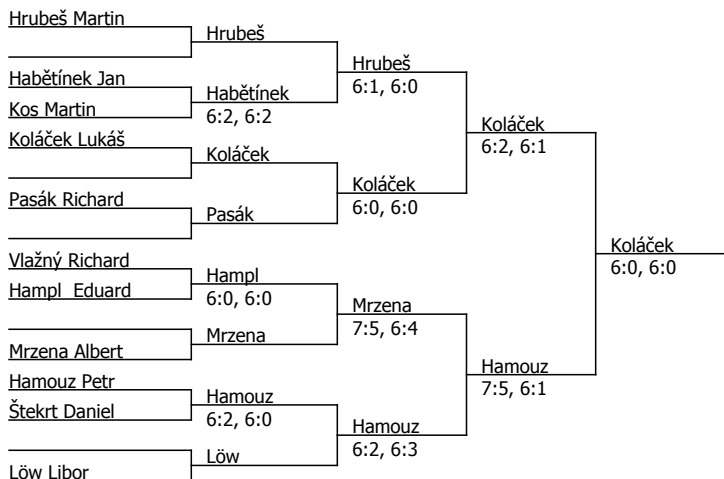 Hrubeš Martin
Hrubeš
Hrubeš
6:1, 6:0
Habětínek Jan
Habětínek
6:2, 6:2
Kos Martin
Koláček
6:2, 6:1
Koláček Lukáš
Koláček
Koláček
6:0, 6:0
Pasák Richard
Pasák
Koláček
6:0, 6:0
Vlažný Richard
Hampl
6:0, 6:0
Hampl  Eduard
Mrzena
7:5, 6:4
Mrzena
Mrzena Albert
Hamouz
7:5, 6:1
Hamouz Petr
Hamouz
6:2, 6:0
Štekrt Daniel
Hamouz
6:2, 6:3
Löw
Löw Libor